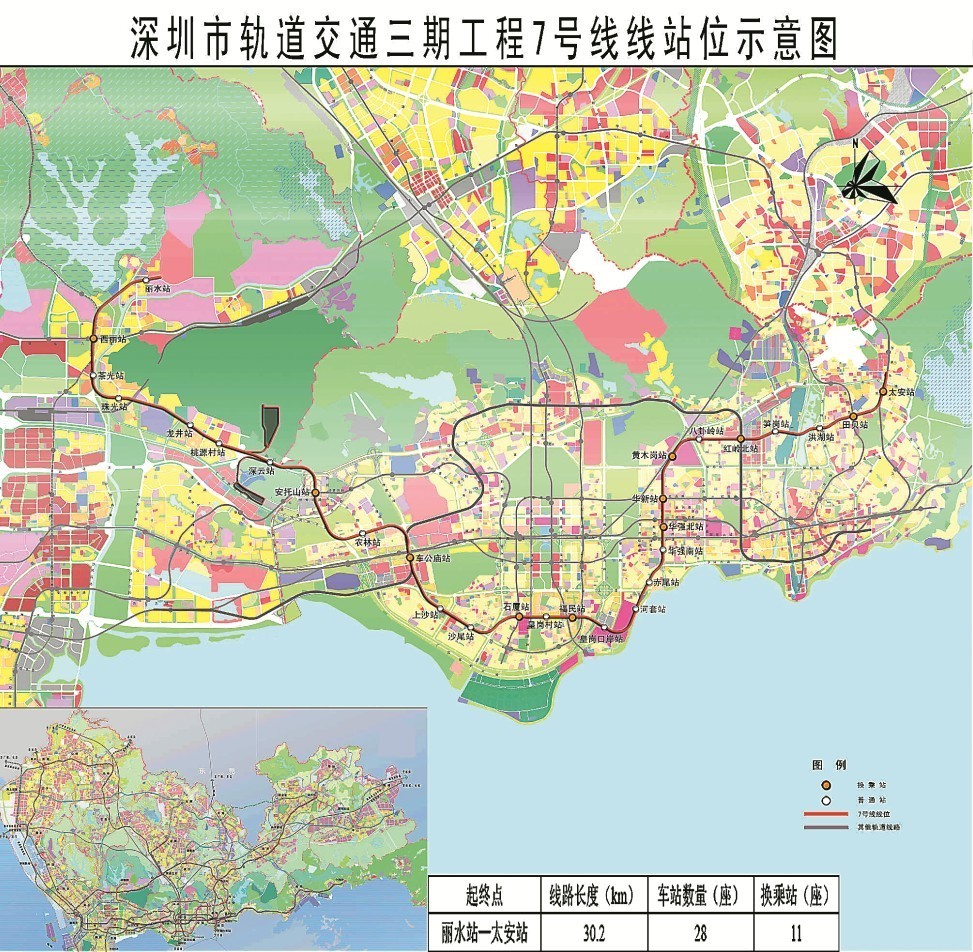 深圳市轨道交通三期工程7号线线站位示意图
N
丽水站
西丽站
茶光站
珠光站
龙井站
桃源村站
深云站
安托山站
农林站
车公庙站
上沙站
沙尾站
石厦站
皇岗村站
福民站
皇岗口岸站
河套站
赤尾站
华强南站
华强北站
华新站
黄木岗站
八卦岭站
红岭北站
笋岗站
洪湖站
田贝站
太安站
图 例
换乘站
普通站
7号线线位
其他轨道线路
起终点 线路长度（km） 车站数量（座） 换乘站（座）
丽水站—太安站 30.2 28 11